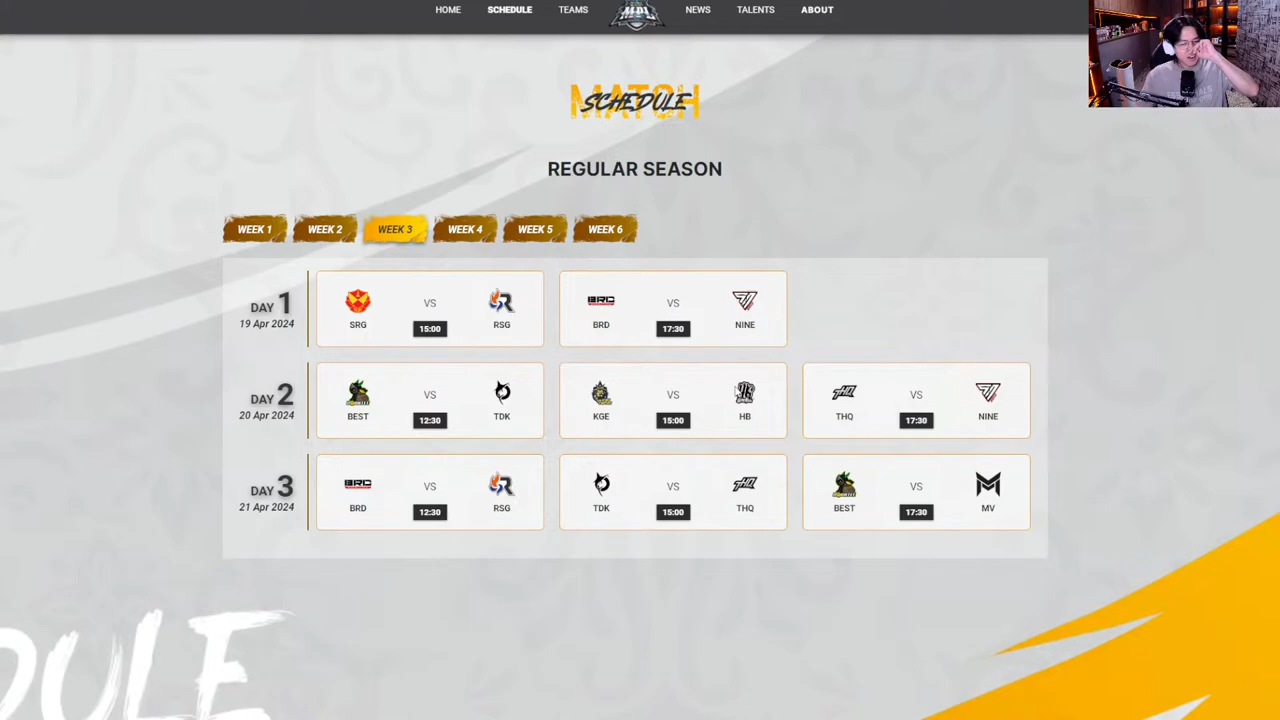 HOME SCHEDULE TEAMS MPL NEWS TALENTS ABOUT
MATCH
SCHEDULE
REGULAR SEASON
WEEK 1 WEEK 2 WEEK 3 WEEK 4 WEEK 5 WEEK 6
DAY 1
19 Apr 2024
SRG VS RSG
15:00
BRD VS NINE
17:30
DAY 2
20 Apr 2024
BEST VS TDK
12:30
KGE VS HB
15:00
THQ VS NINE
17:30
DAY 3
21 Apr 2024
BRD VS RSG
12:30
TDK VS THQ
15:00
BEST VS MV
17:30
DULE